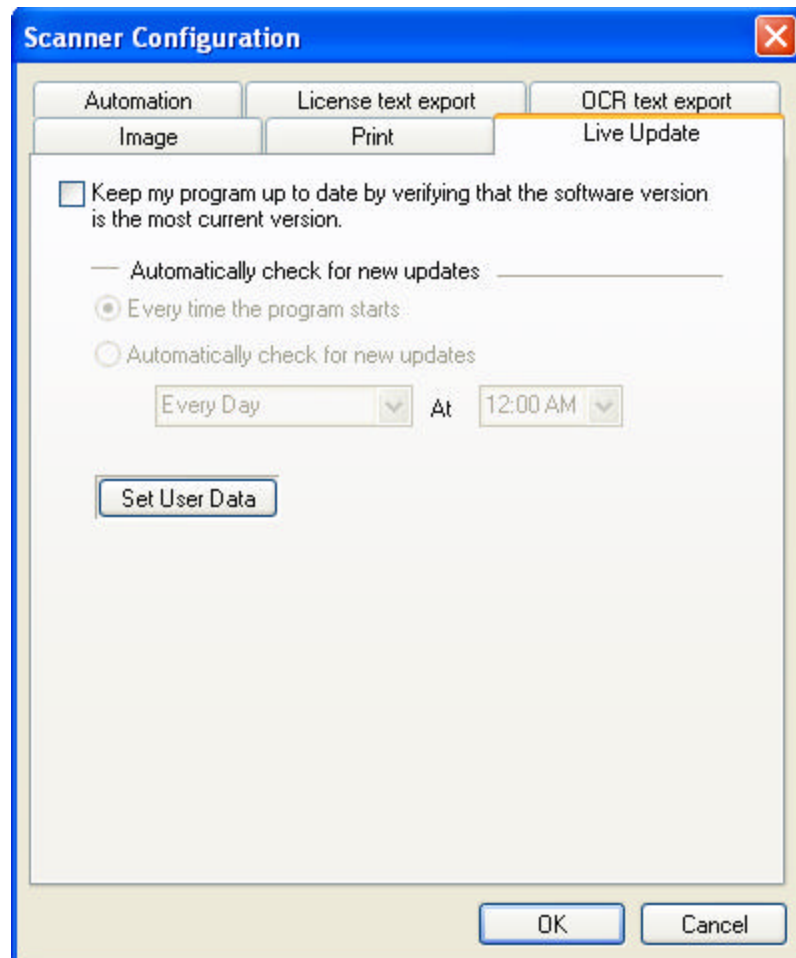 Scanner Configuration
Automation License text export OCR text export
Image Print Live Update
Keep my program up to date by verifying that the software version
is the most current version.
Automatically check for new updates
Every time the program starts
Automatically check for new updates
Every Day At 12:00 AM
Set User Data
OK Cancel